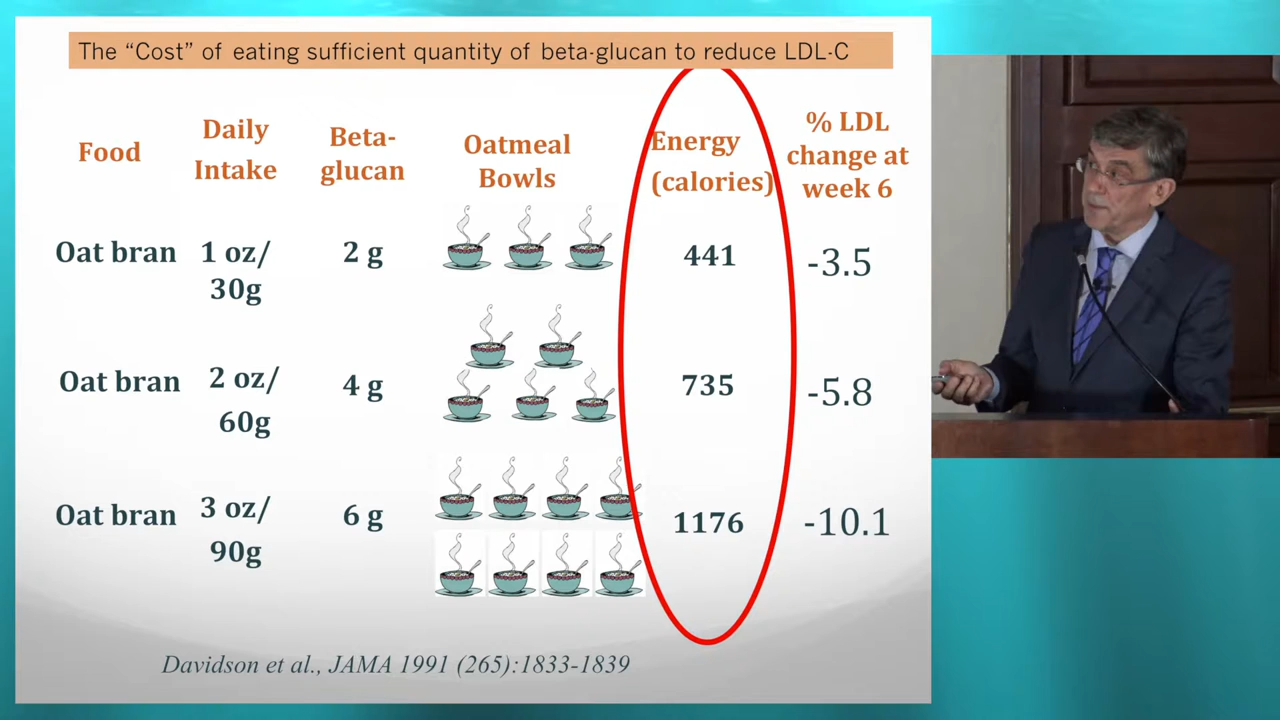 The “Cost” of eating sufficient quantity of beta-glucan to reduce LDL-C
Food
Daily
Intake
Beta-
glucan
Oatmeal
Bowls
Energy
(calories)
% LDL
change at
week 6
Oat bran
1 oz/
30g
2 g
441
-3.5
Oat bran
2 oz/
60g
4 g
735
-5.8
Oat bran
3 oz/
90g
6 g
1176
-10.1
Davidson et al., JAMA 1991 (265):1833-1839